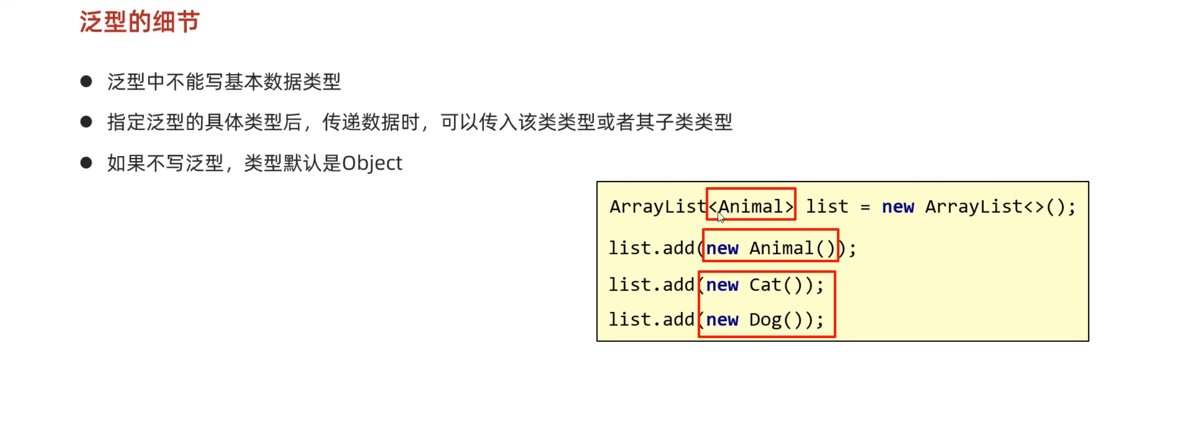 泛型的细节
● 泛型中不能写基本数据类型
● 指定泛型的具体类型后，传递数据时，可以传入该类类型或者其子类类型
● 如果不写泛型，类型默认是Object
ArrayList<Animal> list = new ArrayList<>();
list.add(new Animal());
list.add(new Cat());
list.add(new Dog());